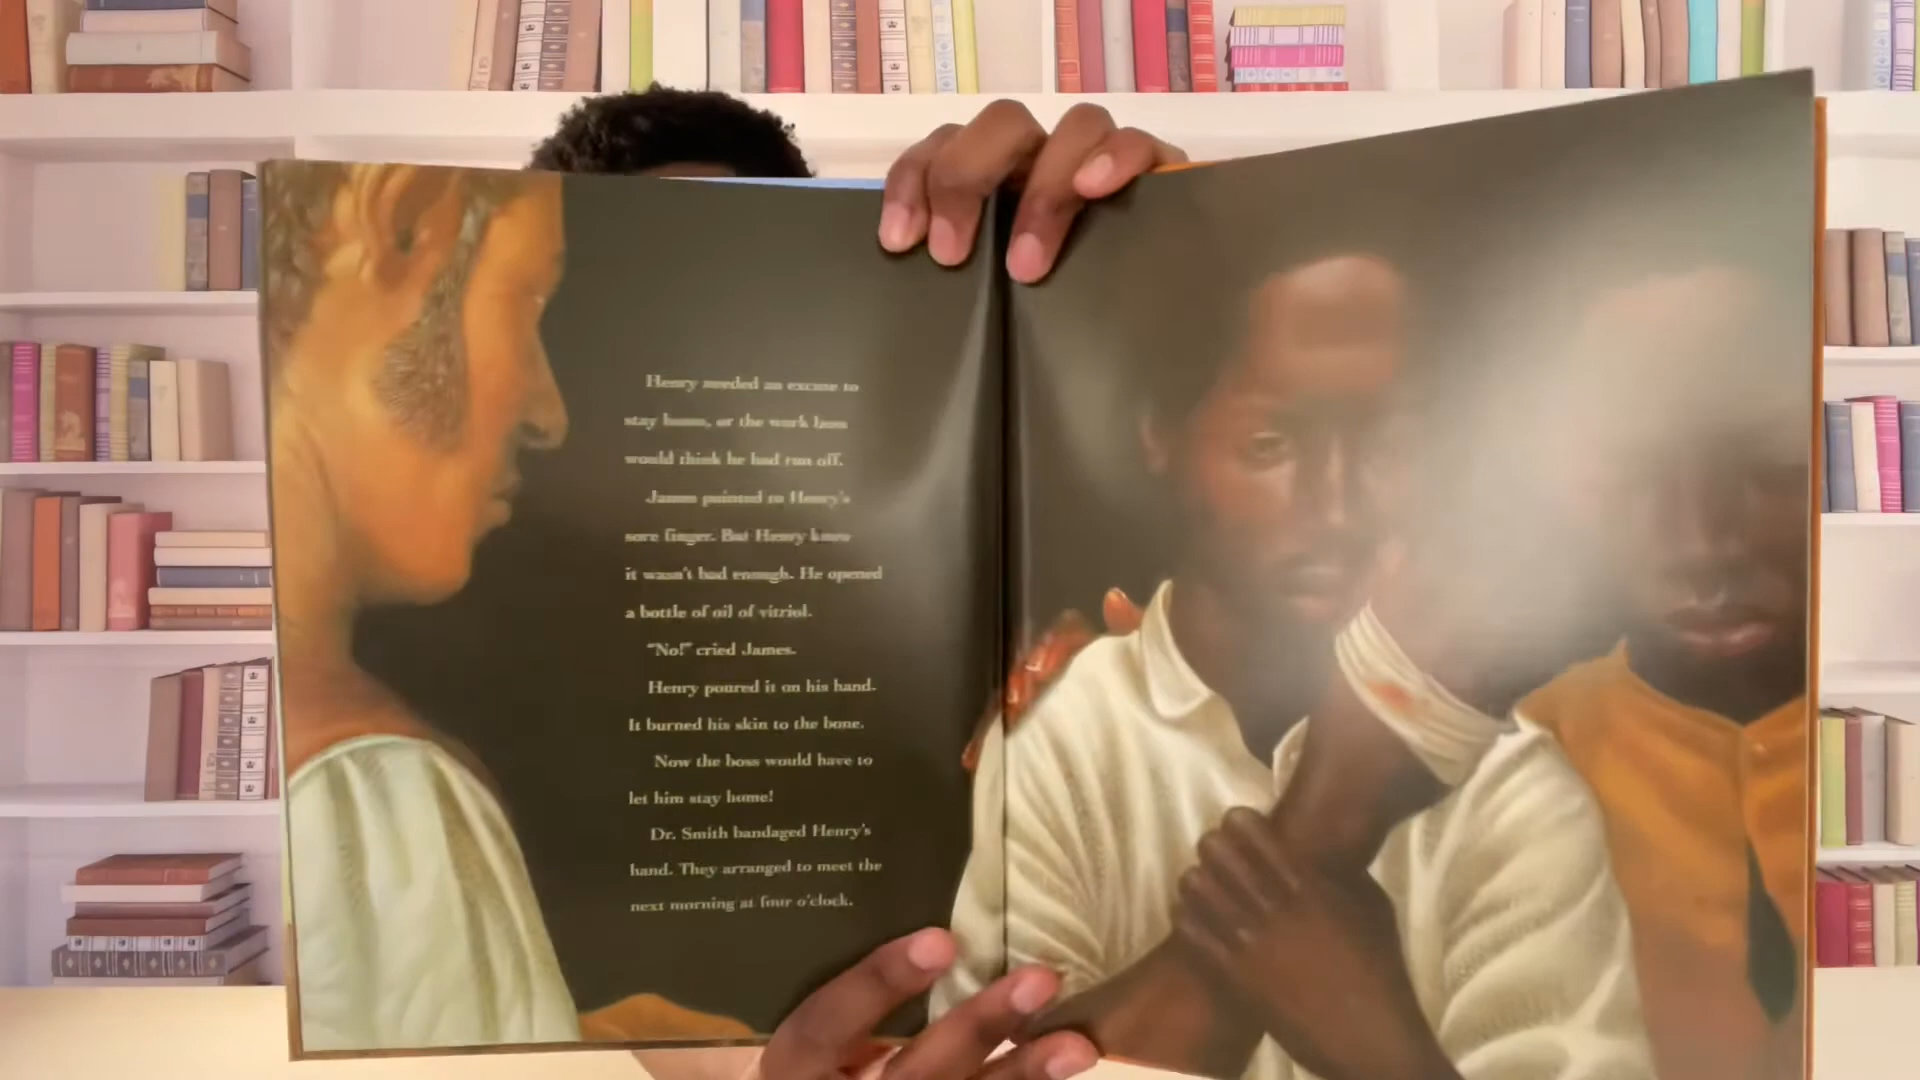 Henry needed an excuse to
stay home, or the work boss
would think he had run off.
James pointed to Henry's
sore finger. But Henry knew
it wasn't bad enough. He opened
a bottle of oil of vitriol.
"No!" cried James.
Henry poured it on his hand.
It burned his skin to the bone.
Now the boss would have to
let him stay home!
Dr. Smith bandaged Henry's
hand. They arranged to meet the
next morning at four o'clock.